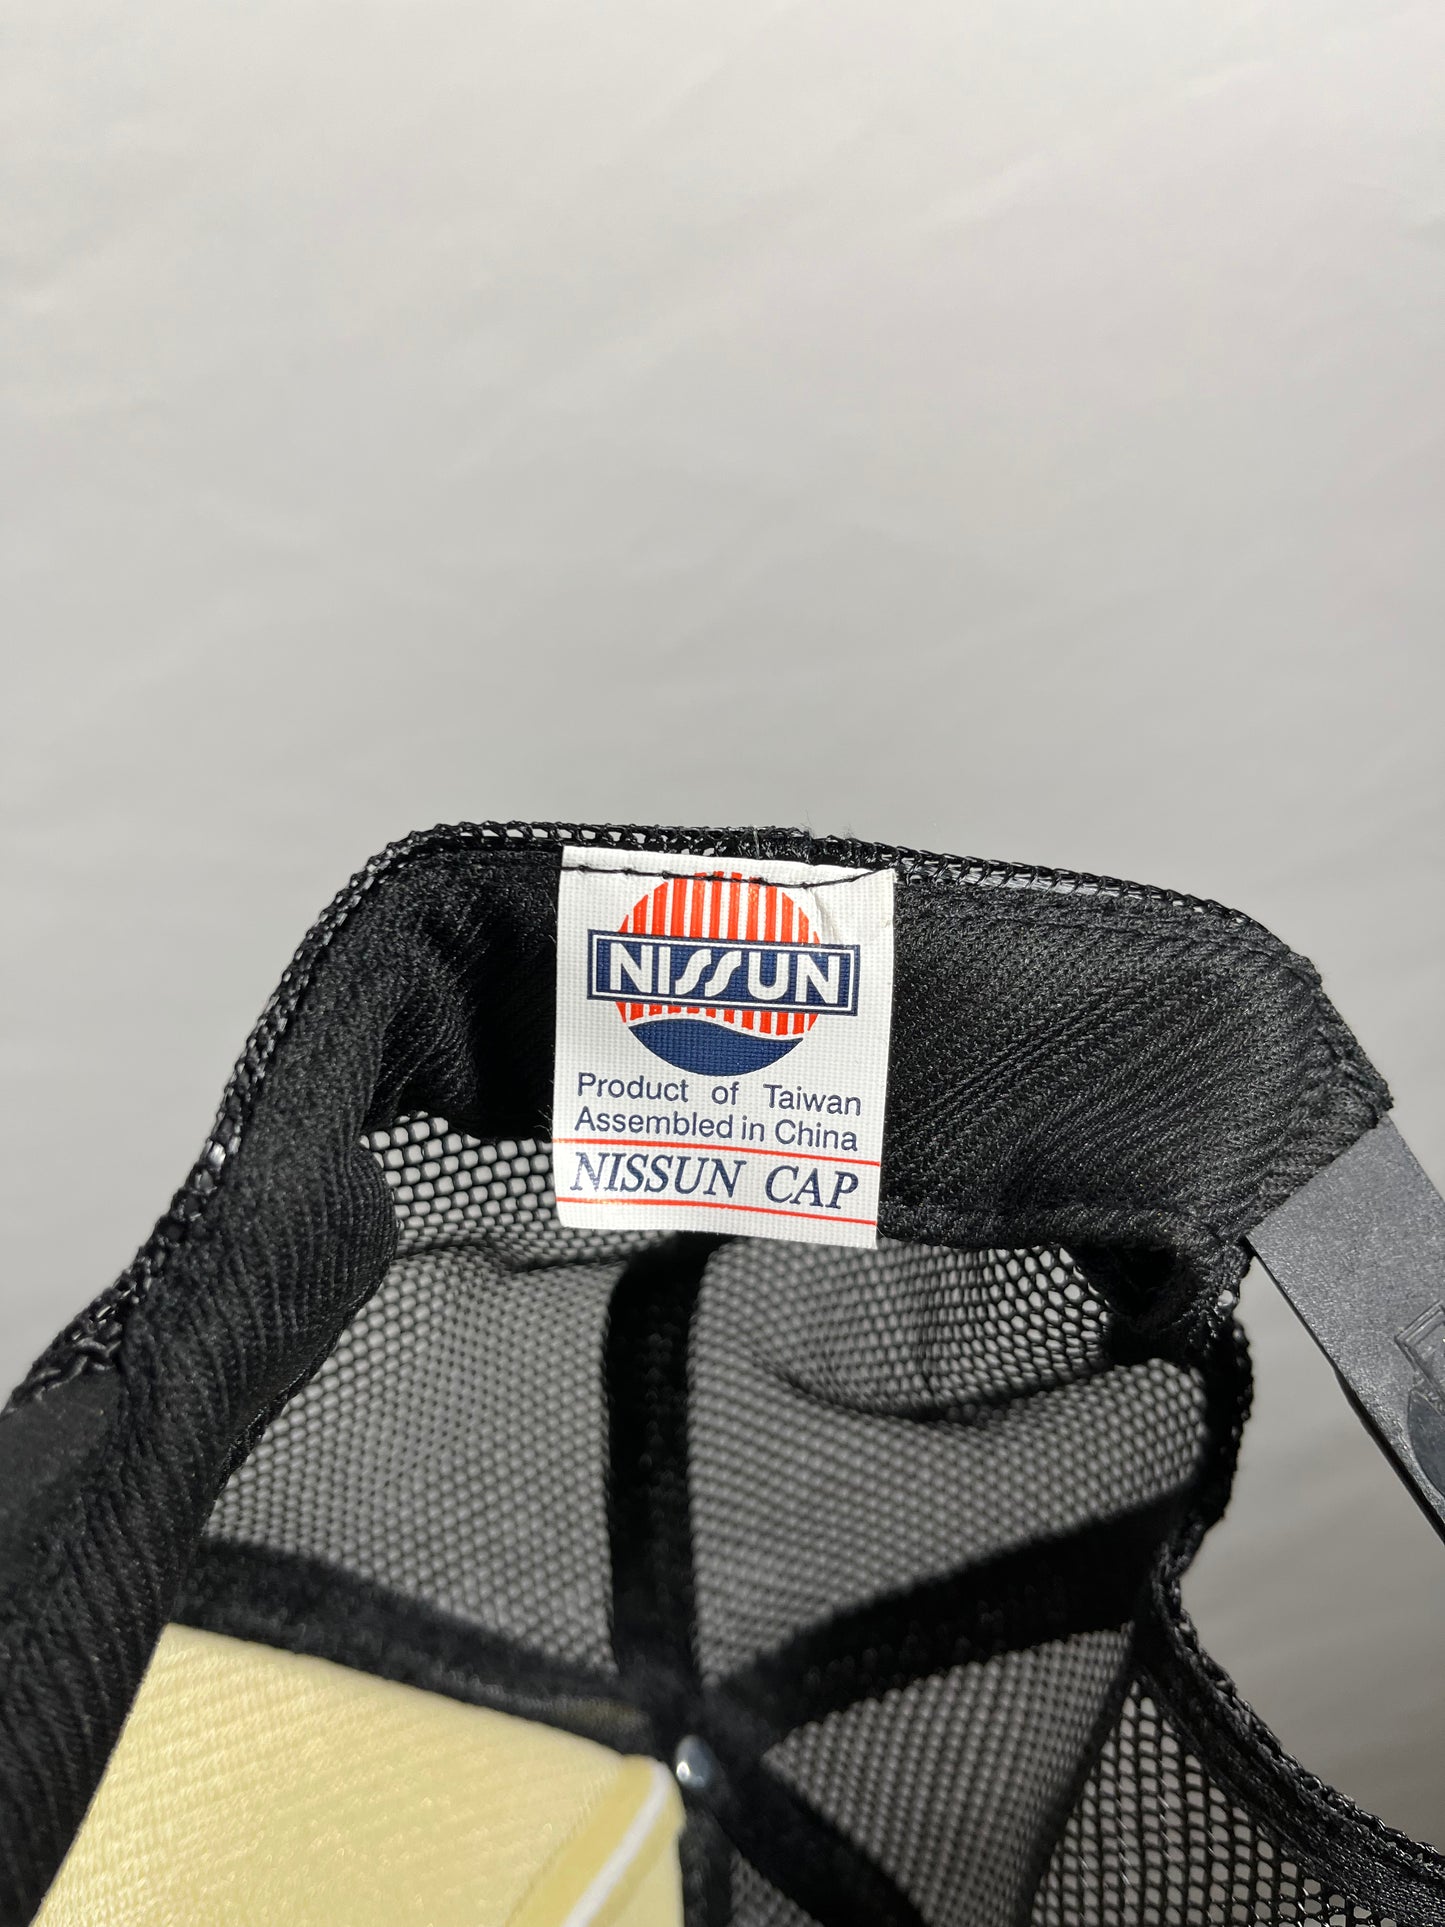 NISSUN
Product of Taiwan
Assembled in China
NISSUN CAP